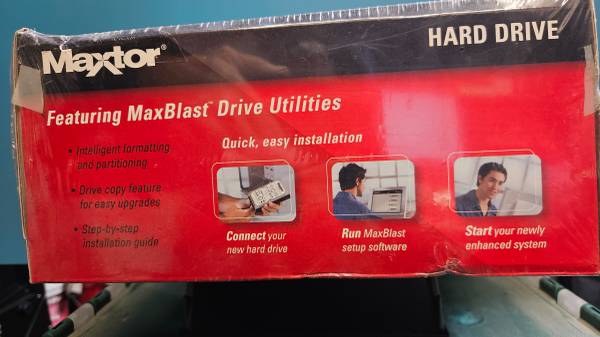 Maxtor®
HARD DRIVE
Featuring MaxBlast™ Drive Utilities
• Intelligent formatting
and partitioning
• Drive copy feature
for easy upgrades
• Step-by-step
installation guide
Quick, easy installation
Connect your
new hard drive
Run MaxBlast
setup software
Start your newly
enhanced system